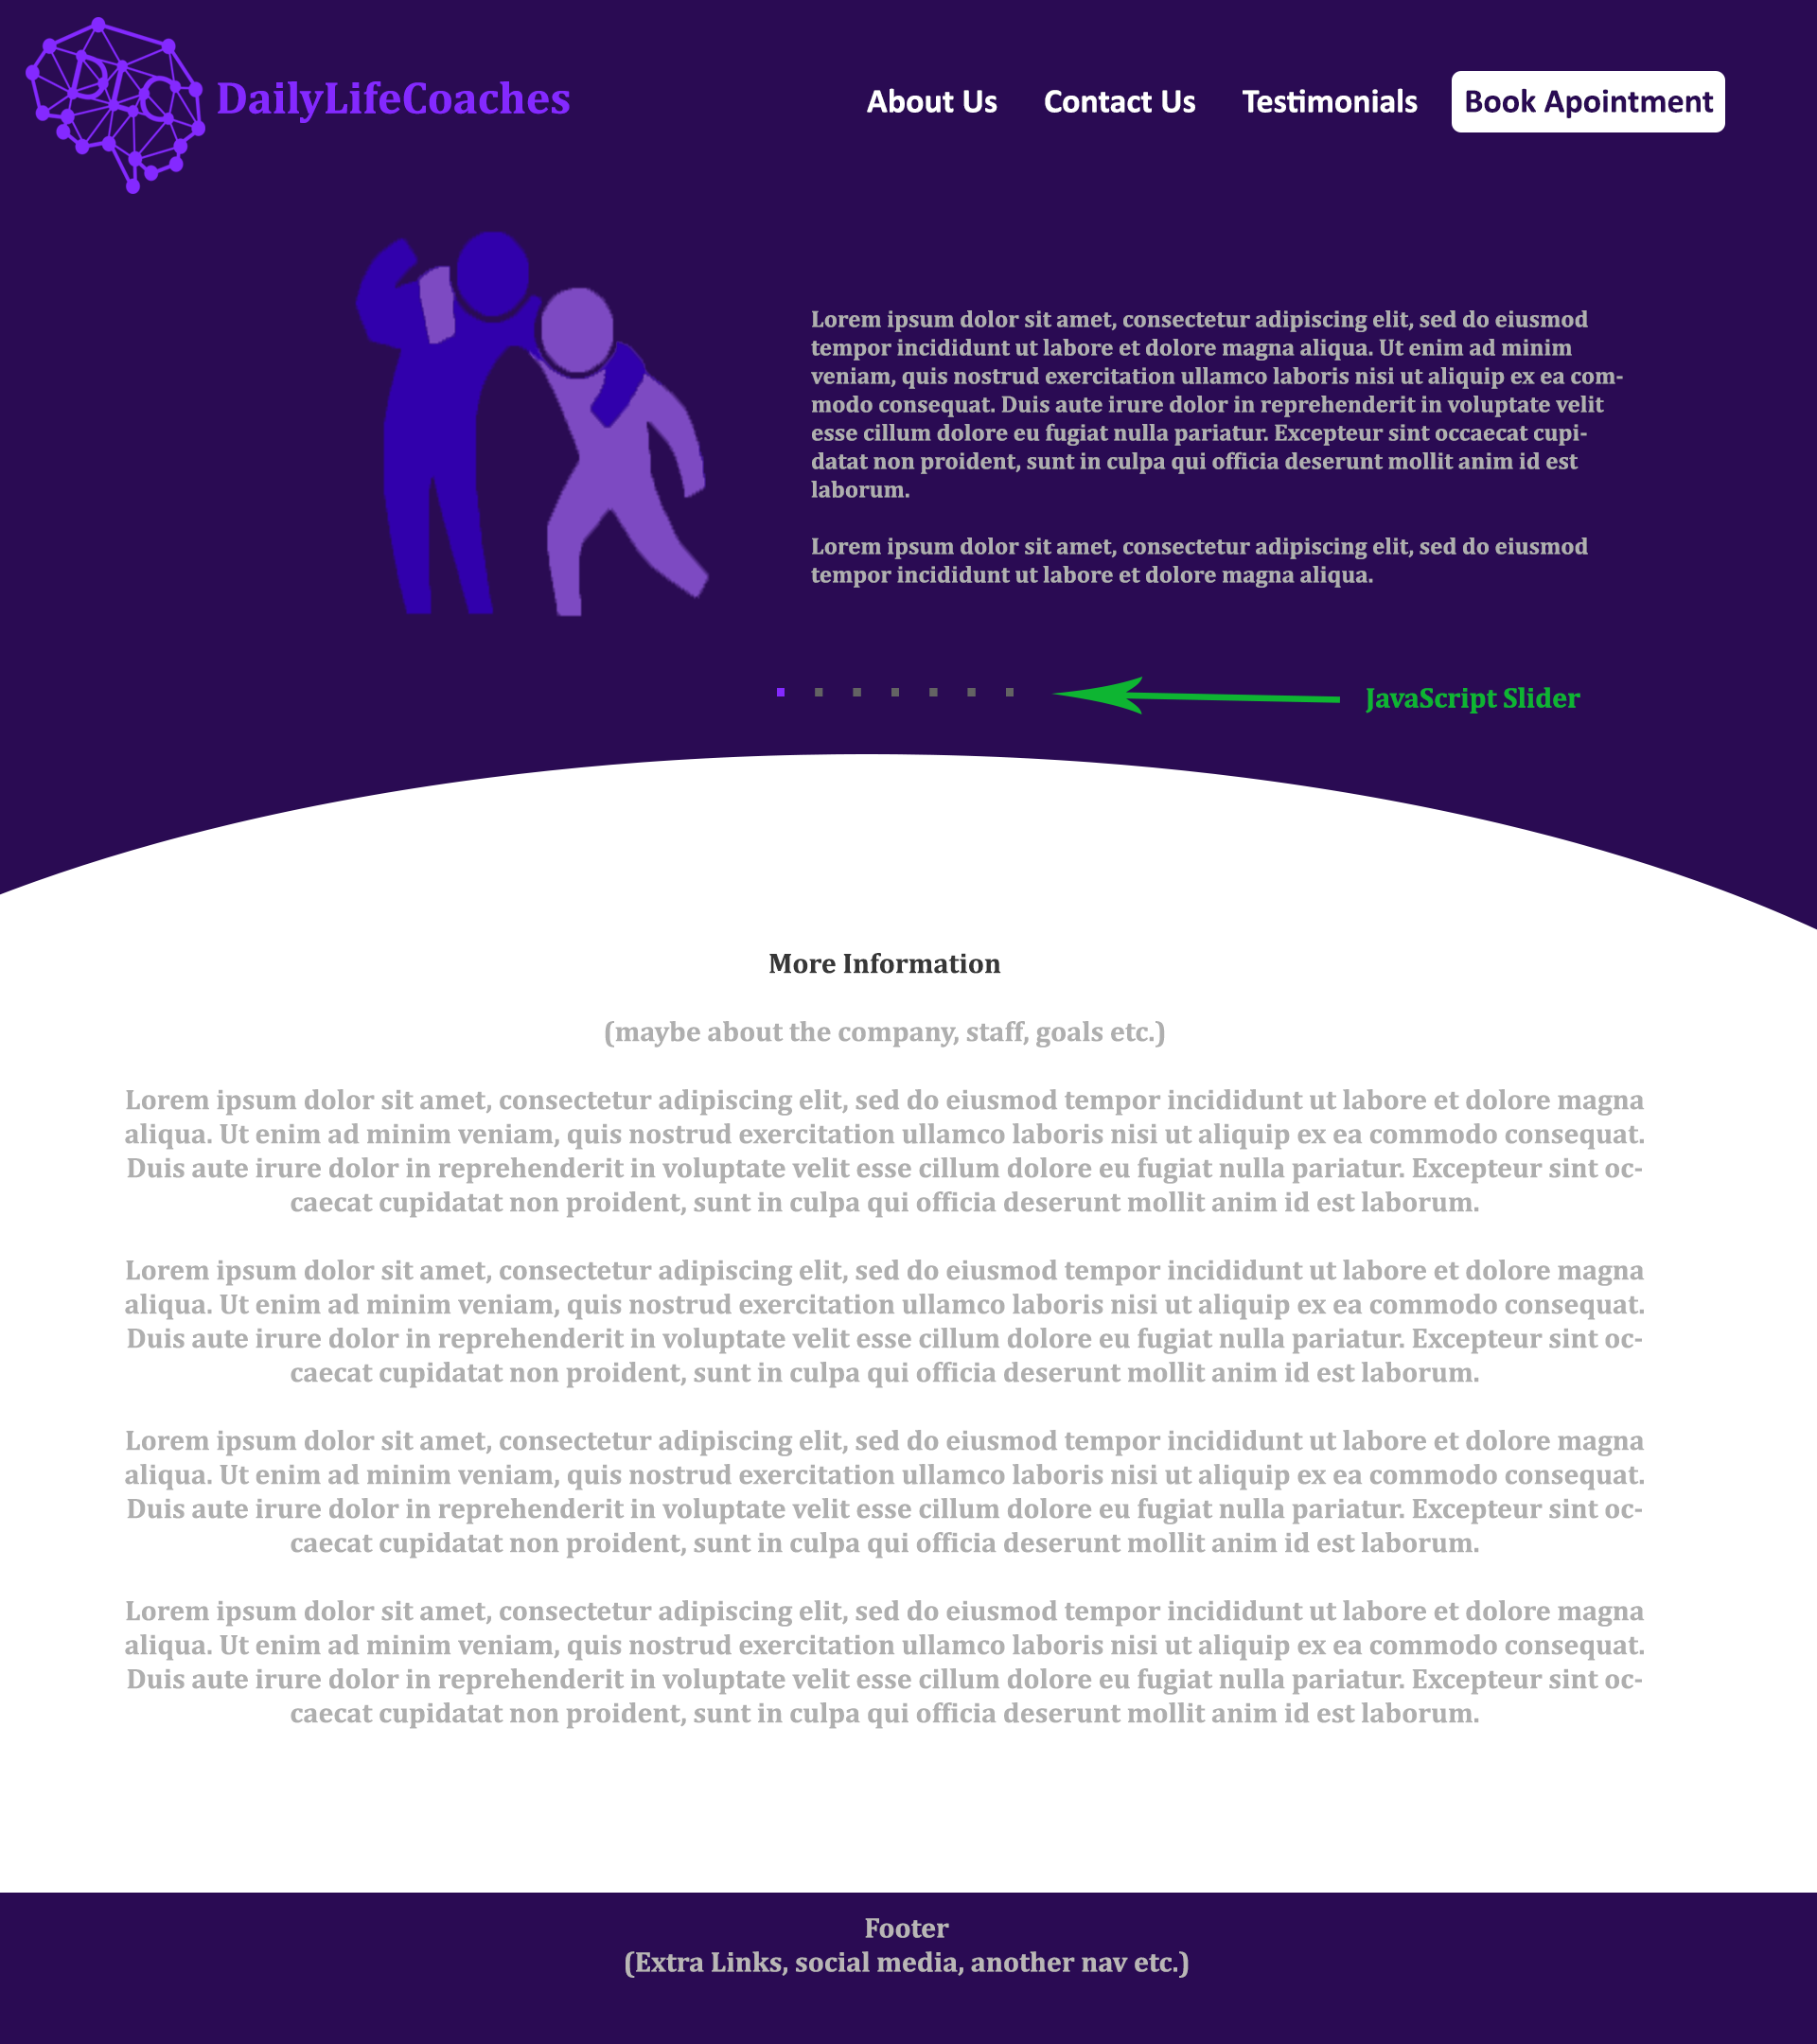 DailyLifeCoaches
About Us Contact Us Testimonials Book Apointment
Lorem ipsum dolor sit amet, consectetur adipiscing elit, sed do eiusmod
tempor incididunt ut labore et dolore magna aliqua. Ut enim ad minim
veniam, quis nostrud exercitation ullamco laboris nisi ut aliquip ex ea com-
modo consequat. Duis aute irure dolor in reprehenderit in voluptate velit
esse cillum dolore eu fugiat nulla pariatur. Excepteur sint occaecat cupi-
datat non proident, sunt in culpa qui officia deserunt mollit anim id est
laborum.
Lorem ipsum dolor sit amet, consectetur adipiscing elit, sed do eiusmod
tempor incididunt ut labore et dolore magna aliqua.
JavaScript Slider
More Information
(maybe about the company, staff, goals etc.)
Lorem ipsum dolor sit amet, consectetur adipiscing elit, sed do eiusmod tempor incididunt ut labore et dolore magna
aliqua. Ut enim ad minim veniam, quis nostrud exercitation ullamco laboris nisi ut aliquip ex ea commodo consequat.
Duis aute irure dolor in reprehenderit in voluptate velit esse cillum dolore eu fugiat nulla pariatur. Excepteur sint oc-
caecat cupidatat non proident, sunt in culpa qui officia deserunt mollit anim id est laborum.
Lorem ipsum dolor sit amet, consectetur adipiscing elit, sed do eiusmod tempor incididunt ut labore et dolore magna
aliqua. Ut enim ad minim veniam, quis nostrud exercitation ullamco laboris nisi ut aliquip ex ea commodo consequat.
Duis aute irure dolor in reprehenderit in voluptate velit esse cillum dolore eu fugiat nulla pariatur. Excepteur sint oc-
caecat cupidatat non proident, sunt in culpa qui officia deserunt mollit anim id est laborum.
Lorem ipsum dolor sit amet, consectetur adipiscing elit, sed do eiusmod tempor incididunt ut labore et dolore magna
aliqua. Ut enim ad minim veniam, quis nostrud exercitation ullamco laboris nisi ut aliquip ex ea commodo consequat.
Duis aute irure dolor in reprehenderit in voluptate velit esse cillum dolore eu fugiat nulla pariatur. Excepteur sint oc-
caecat cupidatat non proident, sunt in culpa qui officia deserunt mollit anim id est laborum.
Lorem ipsum dolor sit amet, consectetur adipiscing elit, sed do eiusmod tempor incididunt ut labore et dolore magna
aliqua. Ut enim ad minim veniam, quis nostrud exercitation ullamco laboris nisi ut aliquip ex ea commodo consequat.
Duis aute irure dolor in reprehenderit in voluptate velit esse cillum dolore eu fugiat nulla pariatur. Excepteur sint oc-
caecat cupidatat non proident, sunt in culpa qui officia deserunt mollit anim id est laborum.
Footer
(Extra Links, social media, another nav etc.)